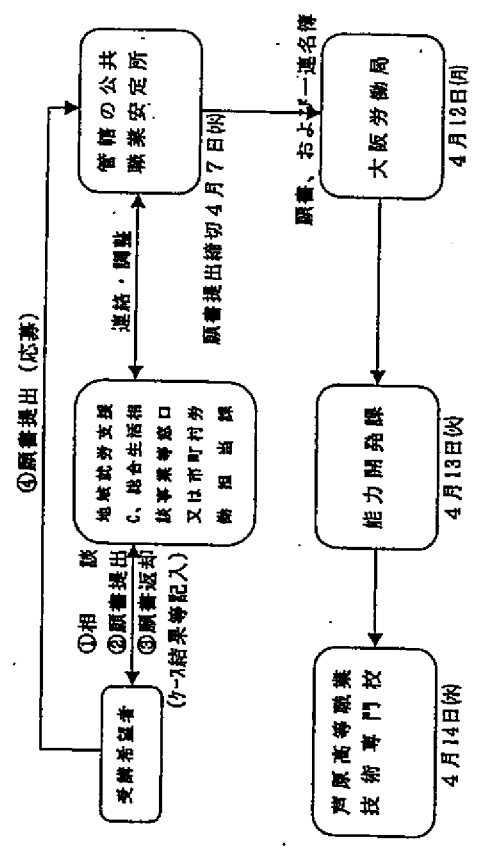 ④願書提出（応募）
受講希望者
①相　　談
②願書提出
③願書返却
(ｹｰｽ結果等記入)
地域就労支援
C、総合生活相
談事業等窓口
又は市町村労
働担当課
連絡・調整
管轄の公共
職業安定所
願書提出締切４月７日㈬
願書、および一連名簿
芦原高等職業
技術専門校
４月14日㈬
能力開発課
４月13日㈫
大阪労働局
４月12日㈪